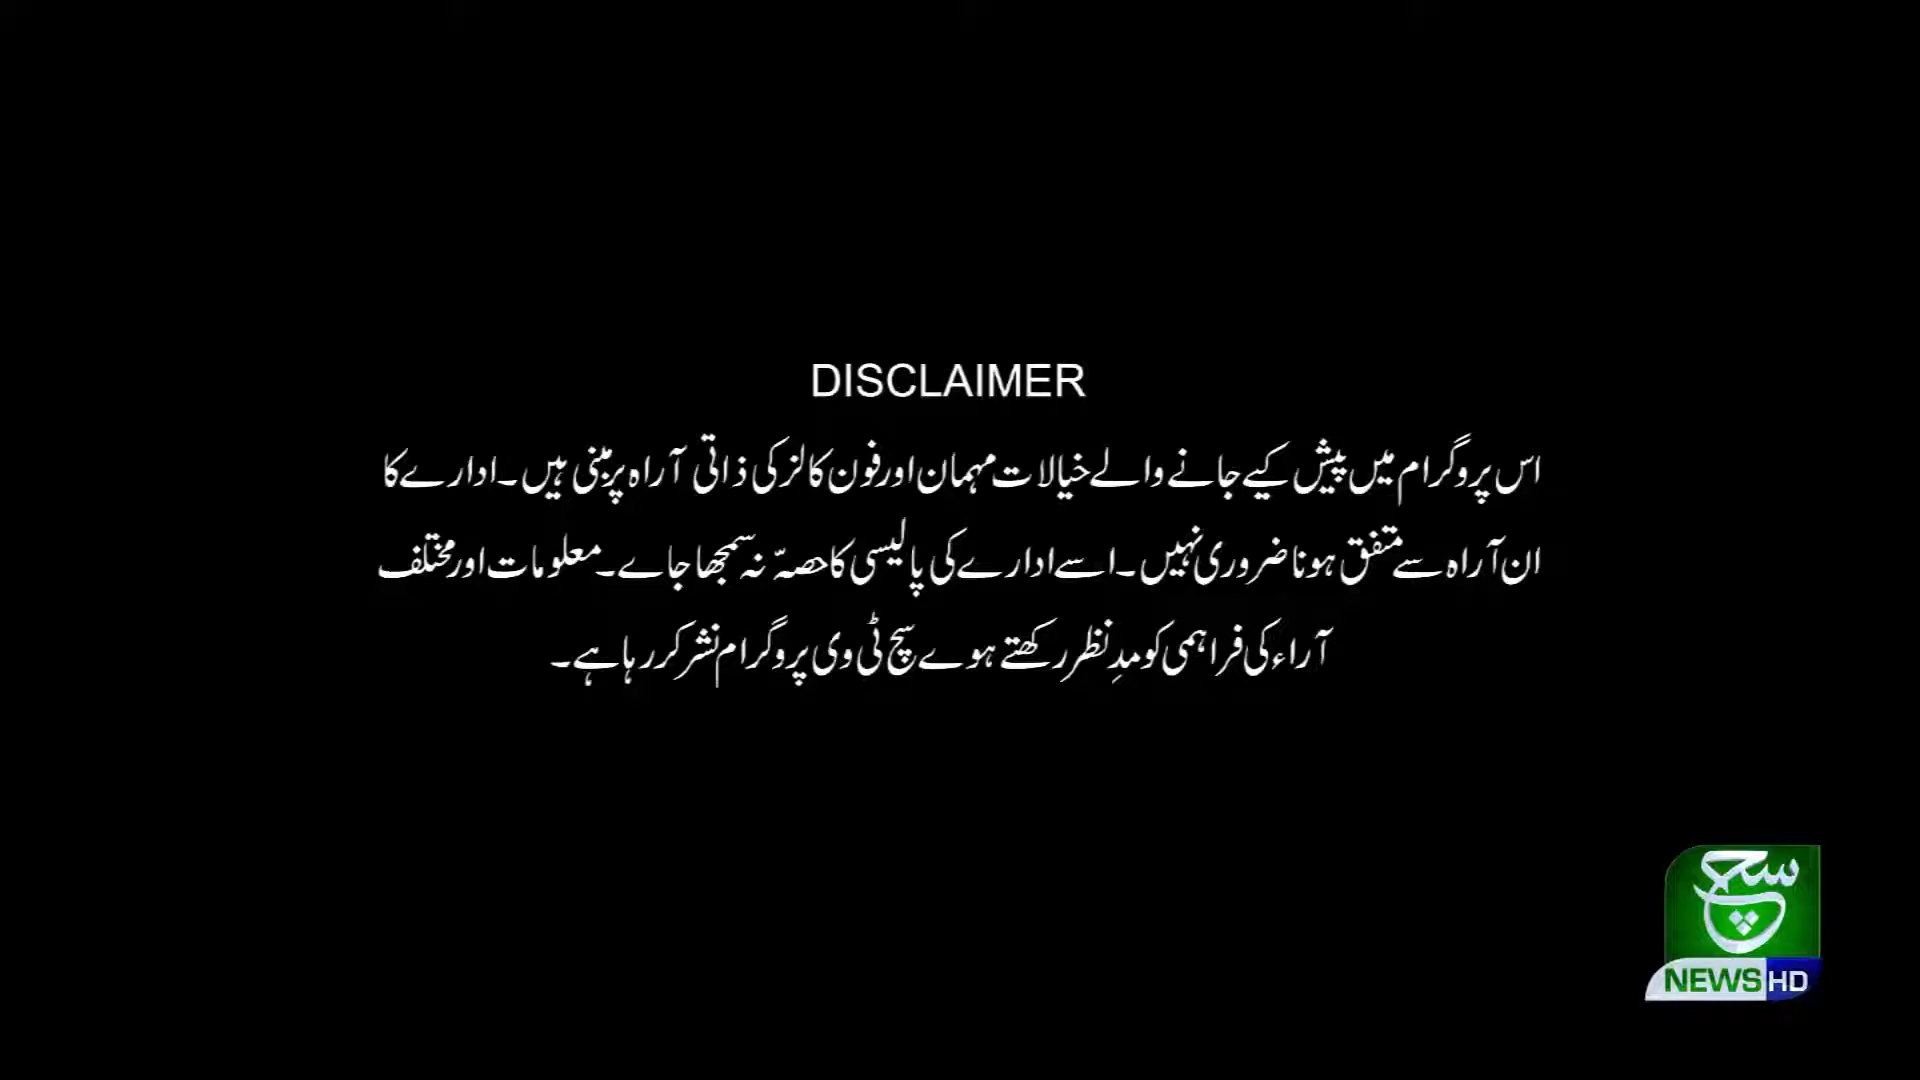 DISCLAIMER
اس پروگرام میں پیش کیے جانے والے خیالات مہمان اور فون کالز کی ذاتی آراہ پر مبنی ہیں۔ ادارے کا
ان آراہ سے متفق ہونا ضروری نہیں۔ اسے ادارے کی پالیسی کا حصہّ نہ سمجھا جاے۔ معلومات اور مختلف
آراء کی فراہمی کو مدِنظر رکھتے ہوے سچ ٹی وی پروگرام نشر کر رہا ہے۔
سچ
NEWS HD